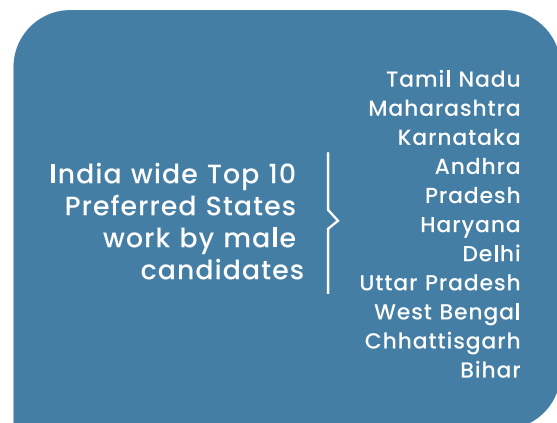 India wide Top 10
Preferred States
work by male
candidates
Tamil Nadu
Maharashtra
Karnataka
Andhra
Pradesh
Haryana
Delhi
Uttar Pradesh
West Bengal
Chhattisgarh
Bihar